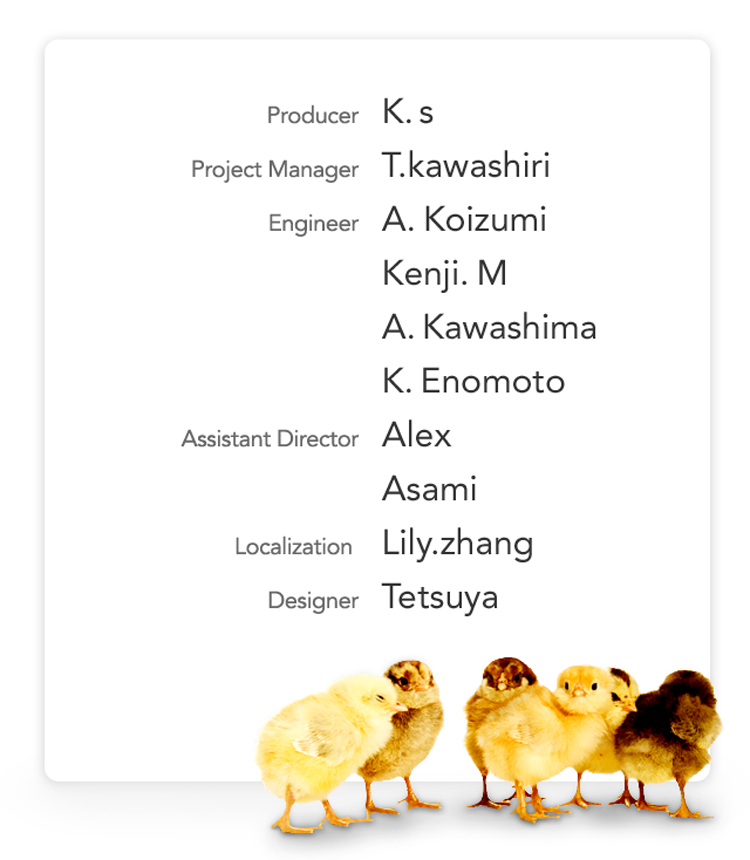 Producer K. s
Project Manager T.kawashiri
Engineer A. Koizumi
Kenji. M
A. Kawashima
K. Enomoto
Assistant Director Alex
Asami
Localization Lily.zhang
Designer Tetsuya